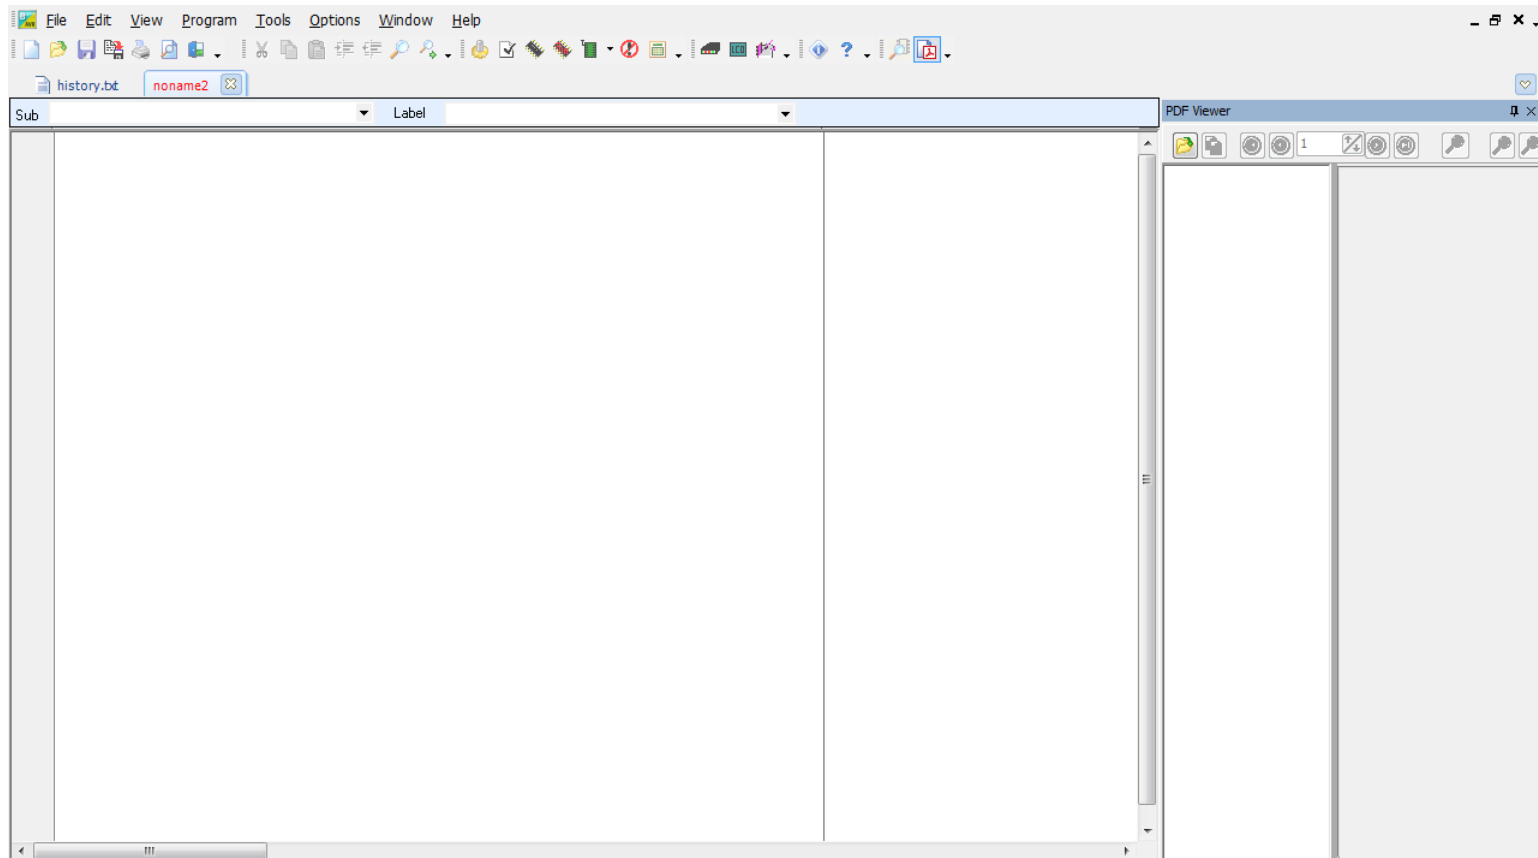 File Edit View Program Tools Options Window Help
history.txt noname2
Sub Label
PDF Viewer
1